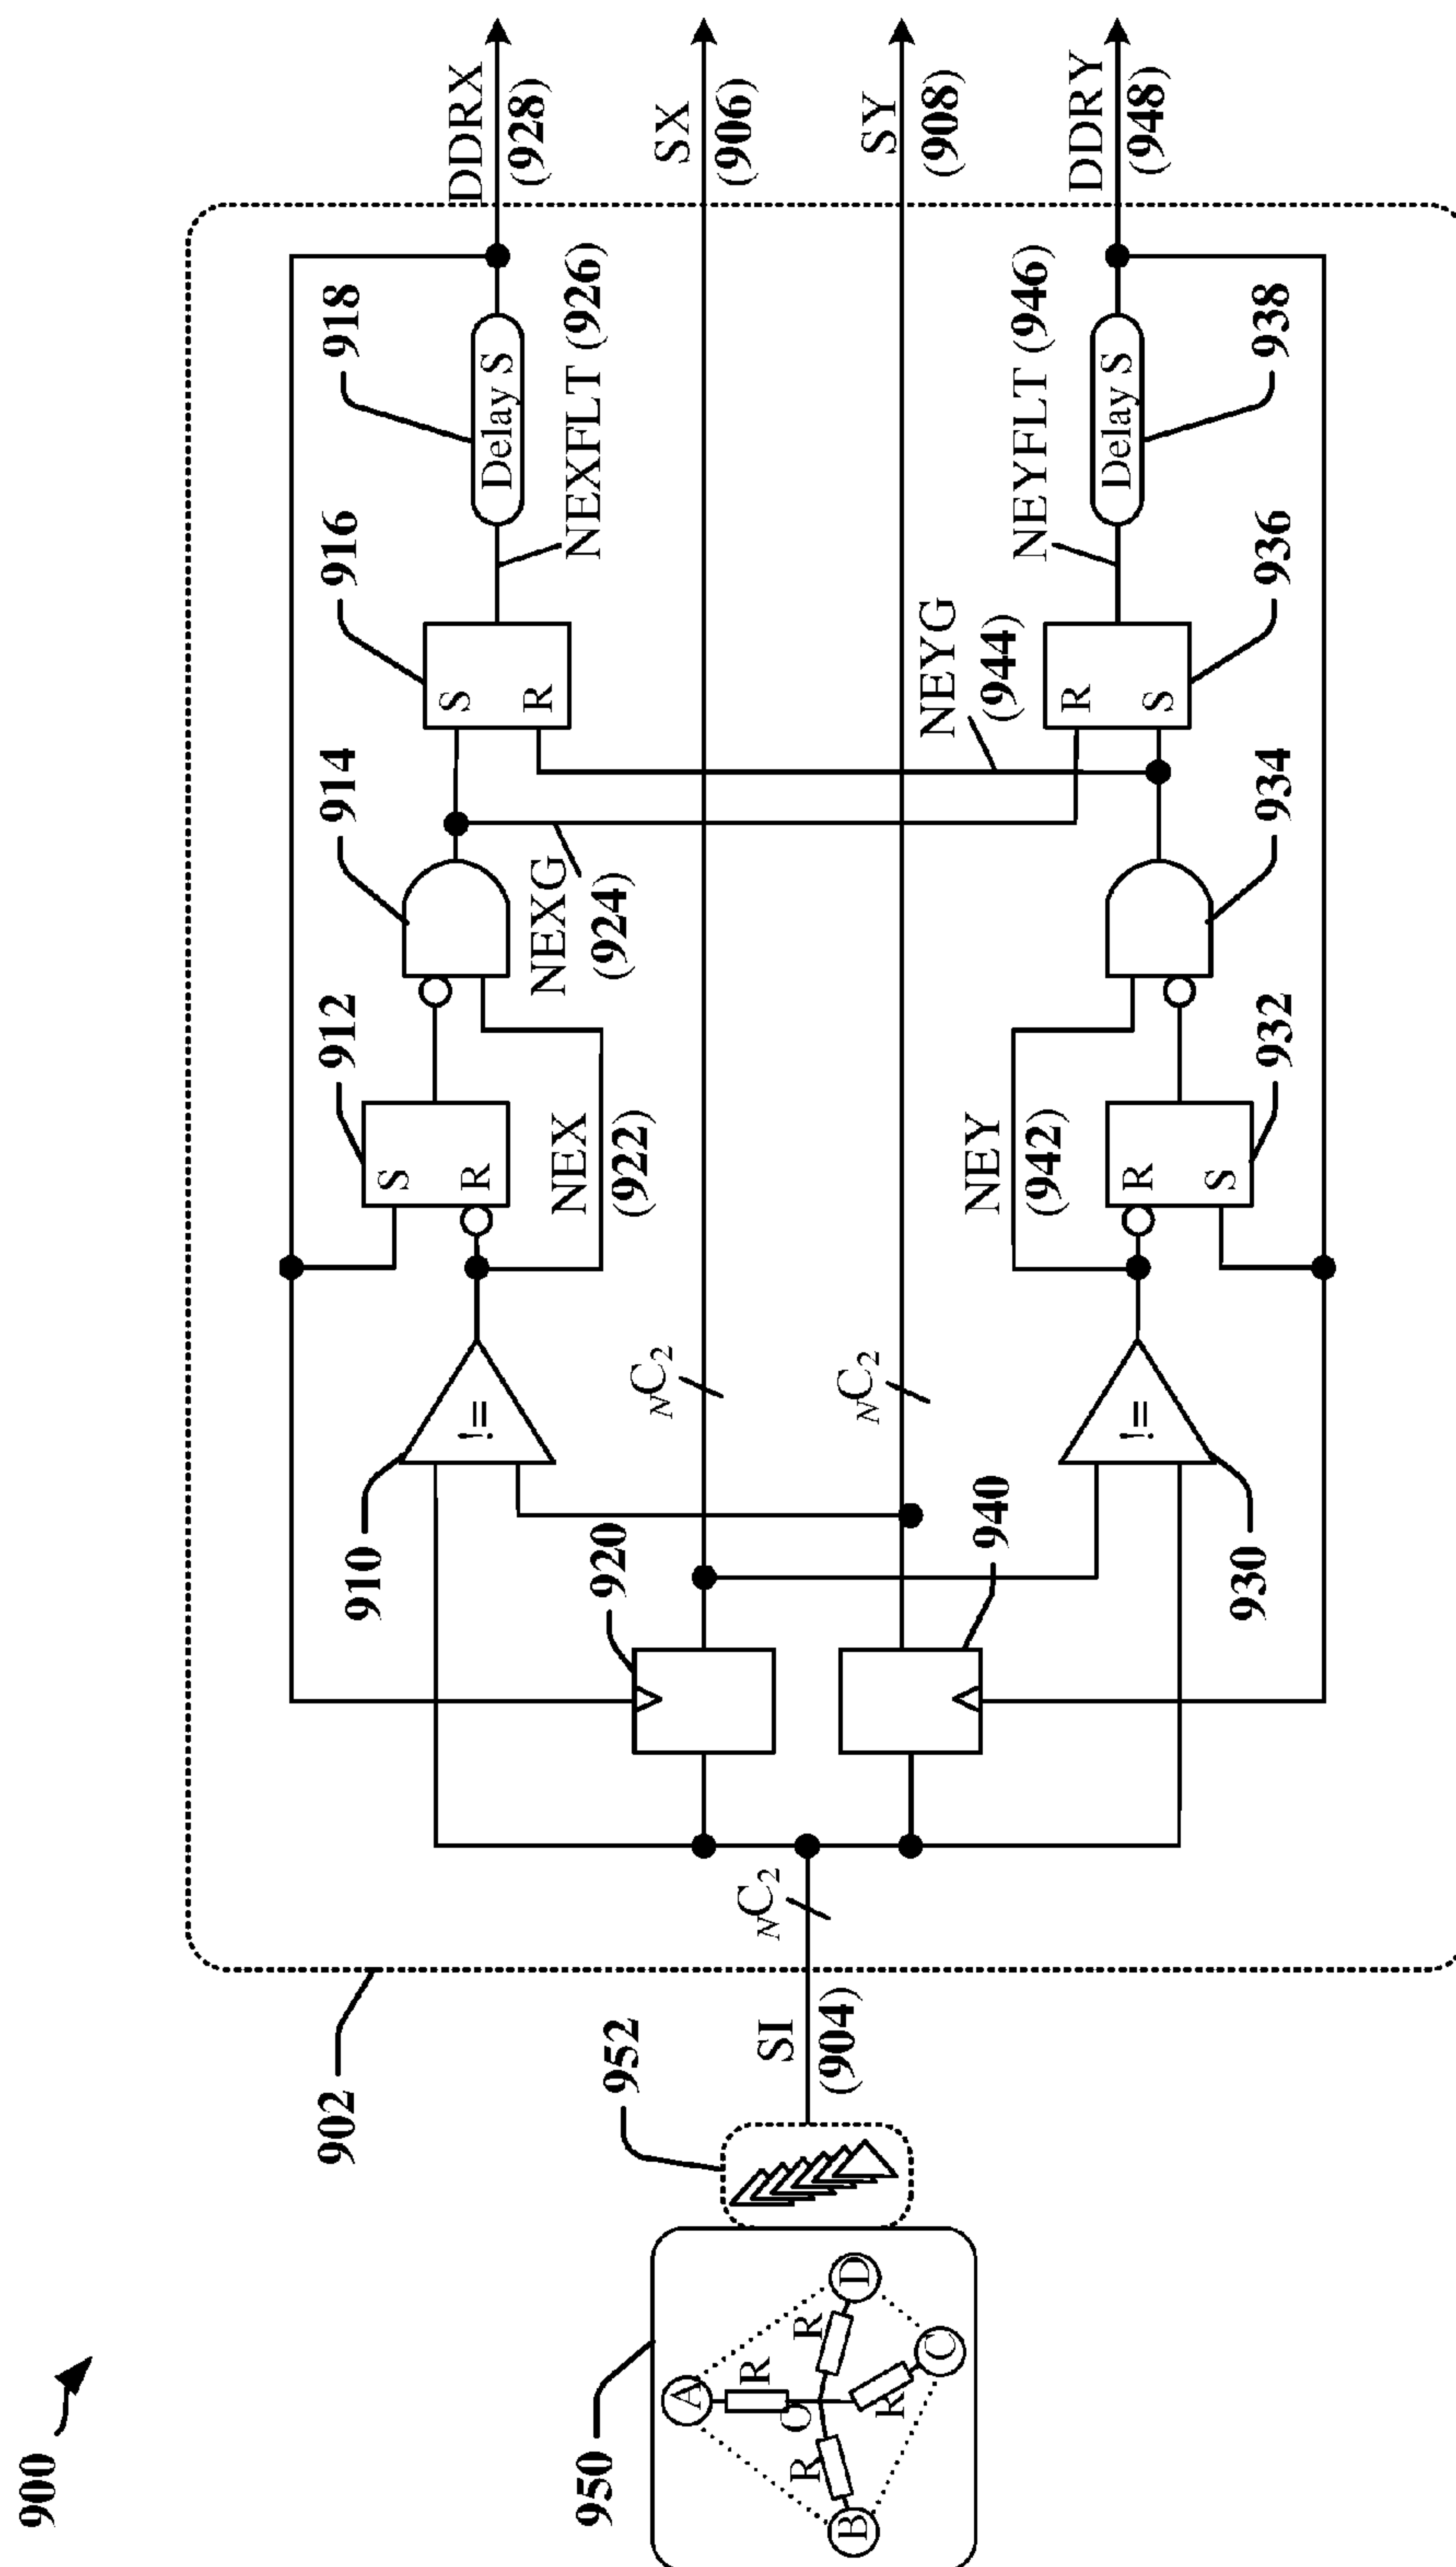 900
902
912
914
916
918
910
S
R
!=
S
R
Delay S
DDRX
(928)
NEX
(922)
NEXG
(924)
NEXFLT (926)
950
952
920
NC2
SX
(906)
A
R
O
R
R
R
B
C
D
SI
(904)
NC2
NC2
SY
(908)
940
NEY
(942)
NEYG
(944)
NEYFLT (946)
R
S
!=
R
S
Delay S
DDRY
(948)
930
932
934
936
938